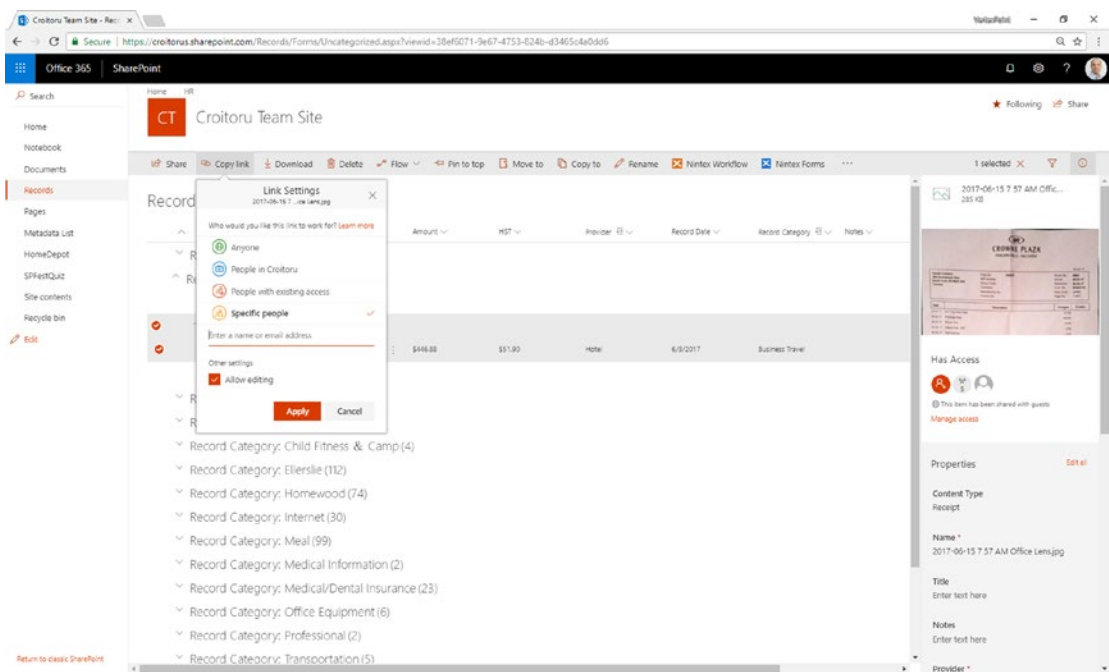 Croitoru Team Site - Rec
Secure https://croitorus.sharepoint.com/Records/Forms/Uncategorized.aspx?viewid=38ef6071-9e67-4753-824b-d3465c4a0dd6
Office 365 SharePoint
Search
Home HR
CT Croitoru Team Site
Following Share
Home
Notebook
Documents
Records
Pages
Metadata List
HomeDepot
SPFestQuiz
Site contents
Recycle bin
Edit
Share Copy link Download Delete Flow Pin to top Move to Copy to Rename Nintex Workflow Nintex Forms ... 1 selected
Record
Link Settings
2017-06-15 7 ...ice Lens.jpg
Who would you like this link to work for? Learn more
Anyone
People in Croitoru
People with existing access
Specific people
Enter a name or email address
Other settings
Allow editing
Apply Cancel
Amount HST Provider Record Date Record Category Notes
$446.88 $51.90 Hotel 6/8/2017 Business Travel
Record Category: Child Fitness & Camp (4)
Record Category: Ellerslie (112)
Record Category: Homewood (74)
Record Category: Internet (30)
Record Category: Meal (99)
Record Category: Medical Information (2)
Record Category: Medical/Dental Insurance (23)
Record Category: Office Equipment (6)
Record Category: Professional (2)
Record Category: Transportation (5)
Return to classic SharePoint
2017-06-15 7 57 AM Offic...
285 KB
CROWNE PLAZA
Has Access
5
This item has been shared with guests
Manage access
Properties Edit all
Content Type
Receipt
Name *
2017-06-15 7 57 AM Office Lens.jpg
Title
Enter text here
Notes
Enter text here
Provider *